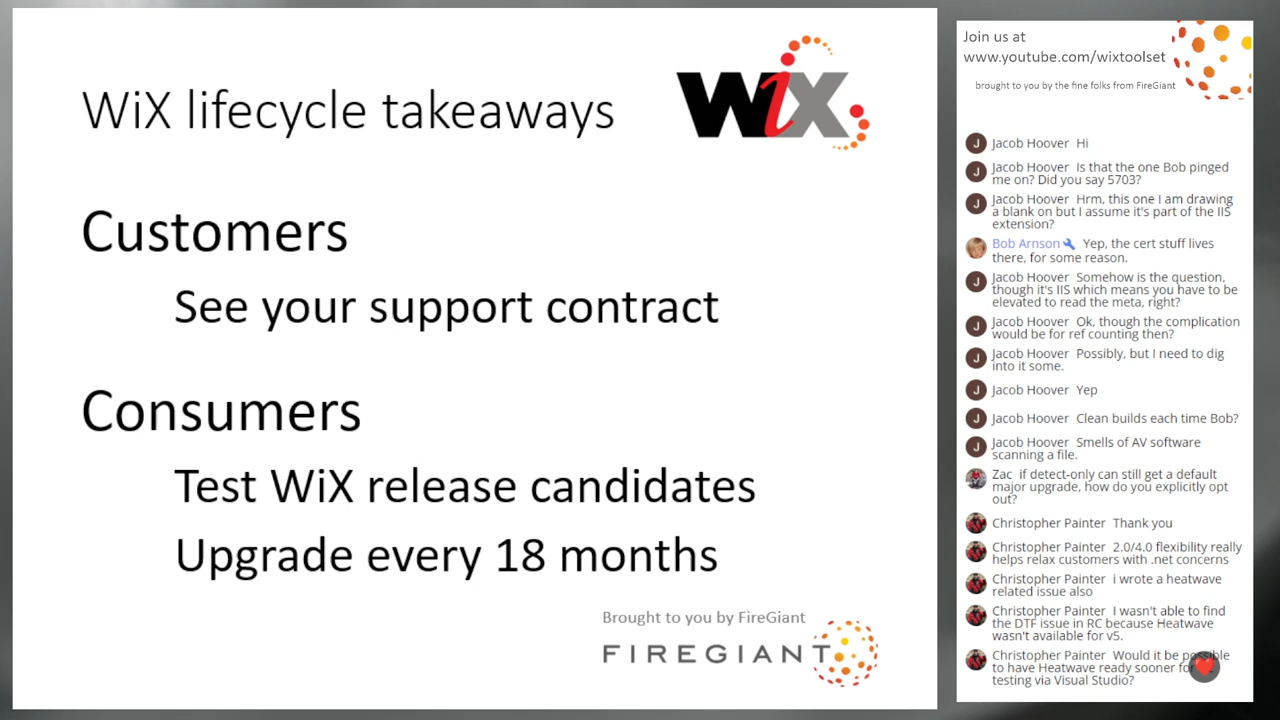 WiX lifecycle takeaways
WiX
Customers
See your support contract
Consumers
Test WiX release candidates
Upgrade every 18 months
Brought to you by FireGiant
FIREGIANT
Join us at
www.youtube.com/wixtoolset
brought to you by the fine folks from FireGiant
J Jacob Hoover Hi
J Jacob Hoover Is that the one Bob pinged
me on? Did you say 5703?
J Jacob Hoover Hrm, this one I am drawing
a blank on but I assume it's part of the IIS
extension?
Bob Arnson Yep, the cert stuff lives
there, for some reason.
J Jacob Hoover Somehow is the question,
though it's IIS which means you have to be
elevated to read the meta, right?
J Jacob Hoover Ok, though the complication
would be for ref counting then?
J Jacob Hoover Possibly, but I need to dig
into it some.
J Jacob Hoover Yep
J Jacob Hoover Clean builds each time Bob?
J Jacob Hoover Smells of AV software
scanning a file.
Zac if detect-only can still get a default
major upgrade, how do you explicitly opt
out?
Christopher Painter Thank you
Christopher Painter 2.0/4.0 flexibility really
helps relax customers with .net concerns
Christopher Painter i wrote a heatwave
related issue also
Christopher Painter I wasn't able to find
the DTF issue in RC because Heatwave
wasn't available for v5.
Christopher Painter Would it be possible
to have Heatwave ready sooner for
testing via Visual Studio?